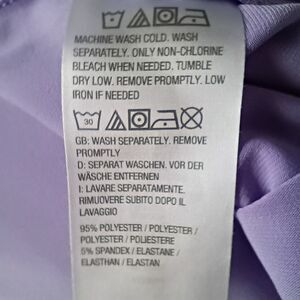 MACHINE WASH COLD. WASH
SEPARATELY. ONLY NON-CHLORINE
BLEACH WHEN NEEDED. TUMBLE
DRY LOW. REMOVE PROMPTLY. LOW
IRON IF NEEDED
30
GB: WASH SEPARATELY. REMOVE
PROMPTLY
D: SEPARAT WASCHEN. VOR DER
WÄSCHE ENTFERNEN
I: LAVARE SEPARATAMENTE.
RIMUOVERE SUBITO DOPO IL
LAVAGGIO
95% POLYESTER / POLYESTER /
POLYESTER / POLIESTERE
5% SPANDEX / ELASTANE /
ELASTHAN / ELASTAN